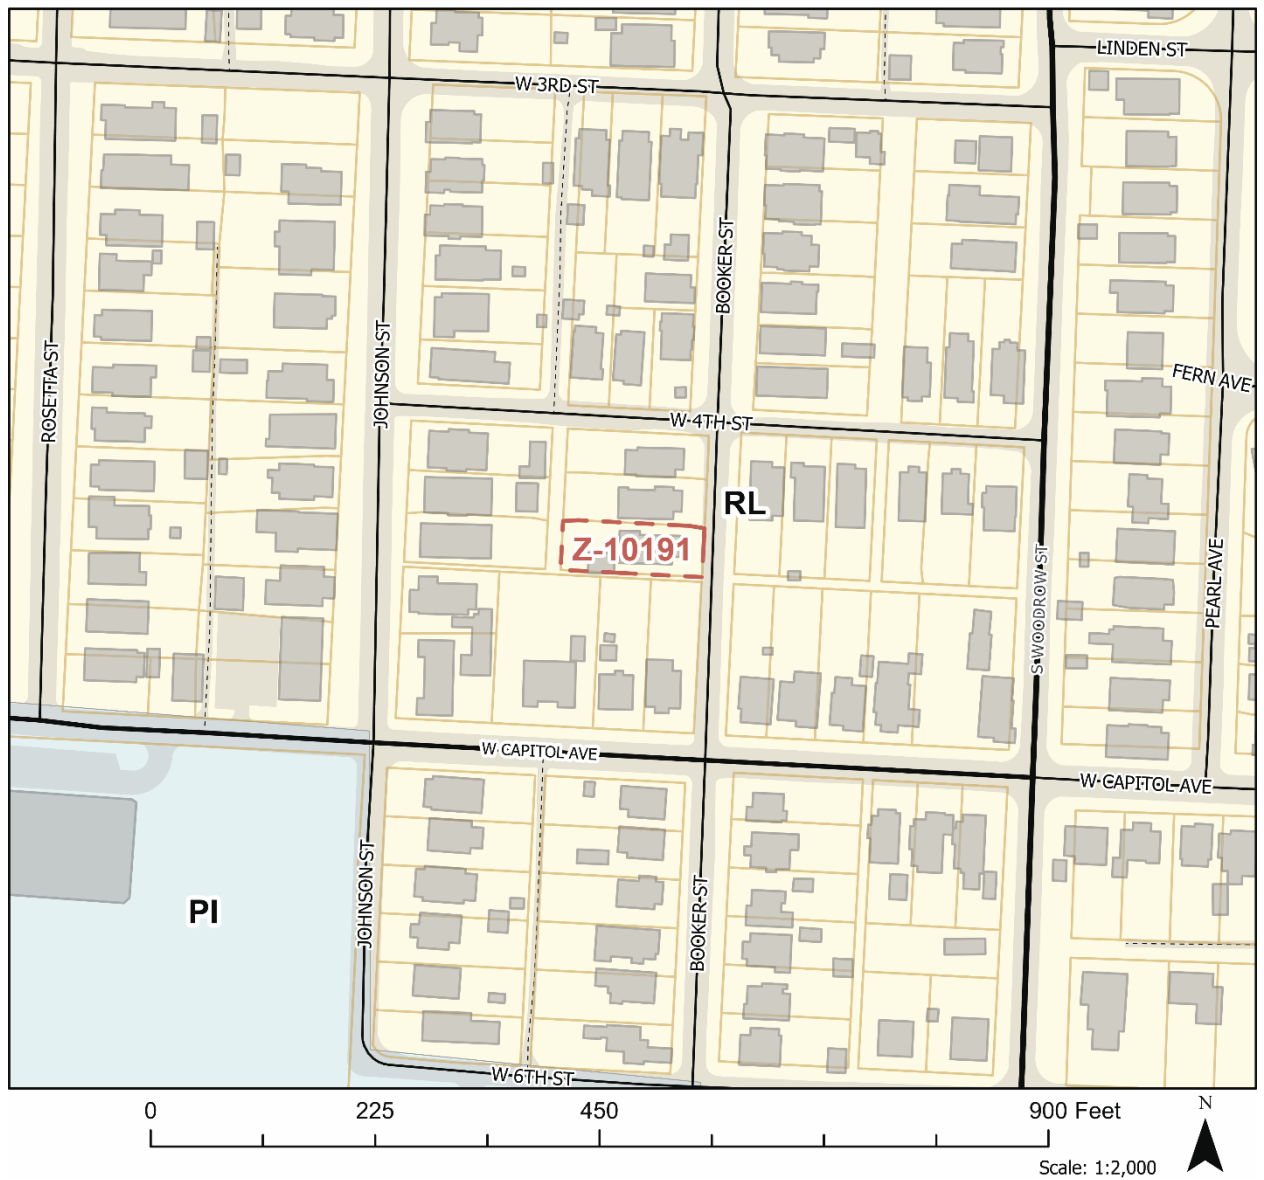 LINDEN ST
W 3RD ST
BOOKER ST
ROSETTA ST
JOHNSON ST
FERN AVE
W 4TH ST
RL
Z-10191
S WOODROW ST
PEARL AVE
W CAPITOL AVE
W CAPITOL AVE
JOHNSON ST
BOOKER ST
PI
W 6TH ST
0 225 450 900 Feet
N
Scale: 1:2,000